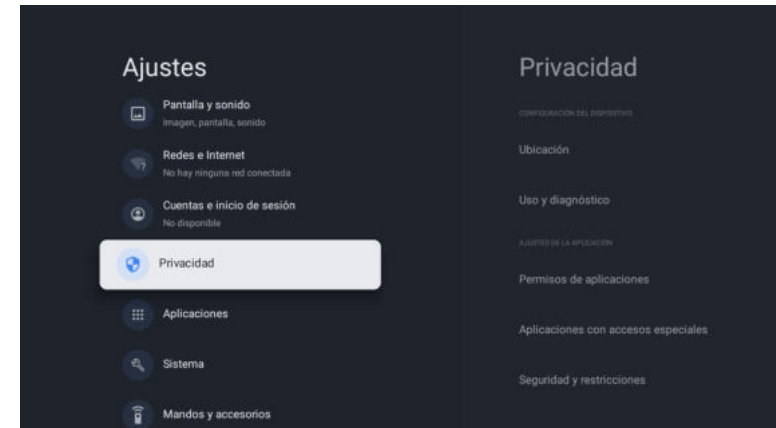 Ajustes
Pantalla y sonido
Imagen, pantalla, sonido
Redes e Internet
No hay ninguna red conectada
Cuentas e inicio de sesión
No disponible
Privacidad
Aplicaciones
Sistema
Mandos y accesorios
Privacidad
CONFIGURACIÓN DEL DISPOSITIVO
Ubicación
Uso y diagnóstico
AJUSTES DE LA APLICACIÓN
Permisos de aplicaciones
Aplicaciones con accesos especiales
Seguridad y restricciones